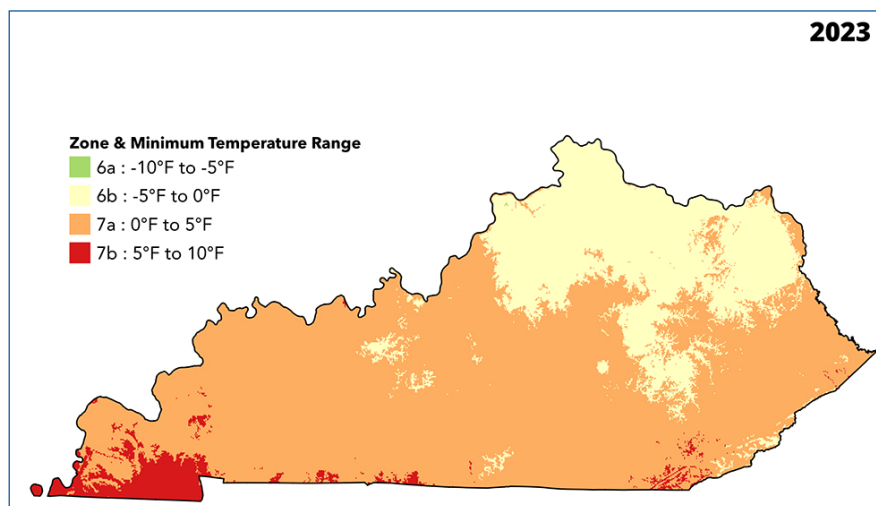 2023
Zone & Minimum Temperature Range
6a : -10°F to -5°F
6b : -5°F to 0°F
7a : 0°F to 5°F
7b : 5°F to 10°F